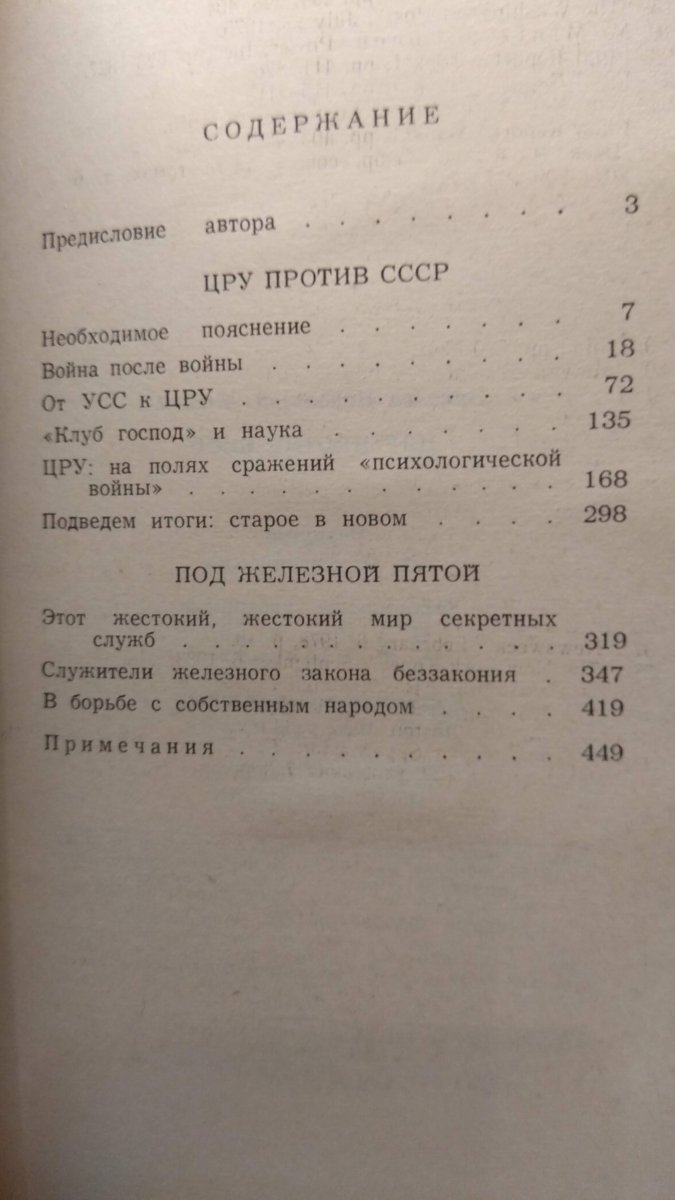 СОДЕРЖАНИЕ
Предисловие автора . . . . . . . . 3
ЦРУ ПРОТИВ СССР
Необходимое пояснение . . . . . . . 7
Война после войны . . . . . . . . . 18
От УСС к ЦРУ . . . . . . . . . . 72
«Клуб господ» и наука . . . . . . . 135
ЦРУ: на полях сражений «психологической
войны» . . . . . . . . . . . . 168
Подведем итоги: старое в новом . . . . 298
ПОД ЖЕЛЕЗНОЙ ПЯТОЙ
Этот жестокий, жестокий мир секретных
служб . . . . . . . . . . . . 319
Служители железного закона беззакония . 347
В борьбе с собственным народом . . . . 419
Примечания . . . . . . . . . . 449